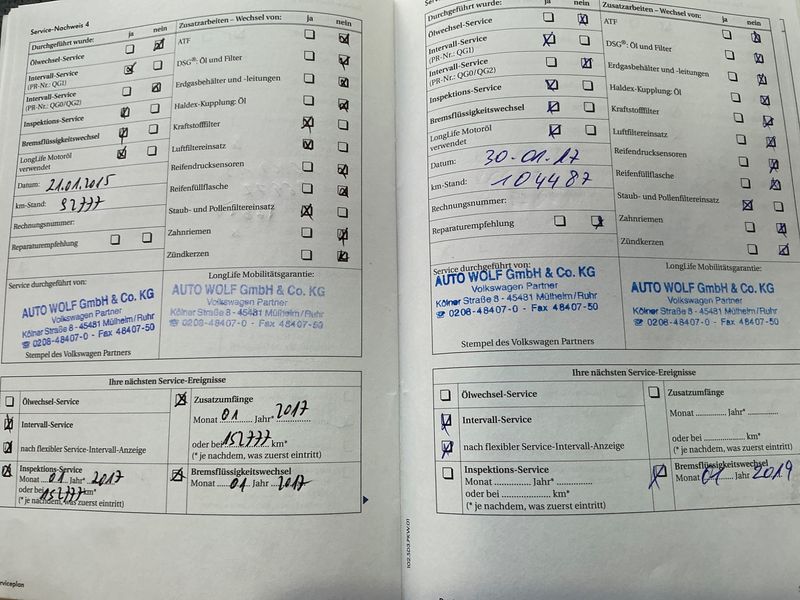 Service-Nachweis 4
Durchgeführt wurde: ja nein
Ölwechsel-Service
Intervall-Service
(PR-Nr.: QG1)
Intervall-Service
(PR-Nr.: QG0/QG2)
Inspektions-Service
Bremsflüssigkeitswechsel
LongLife Motoröl
verwendet
Datum: 21.01.2015
km-Stand: 92777
Rechnungsnummer:
Reparaturempfehlung
Zusatzarbeiten – Wechsel von: ja nein
ATF
DSG®: Öl und Filter
Erdgasbehälter und -leitungen
Haldex-Kupplung: Öl
Kraftstofffilter
Luftfiltereinsatz
Reifendrucksensoren
Reifenfüllflasche
Staub- und Pollenfiltereinsatz
Zahnriemen
Zündkerzen
Service durchgeführt von:
AUTO WOLF GmbH & Co. KG
Volkswagen Partner
Kölner Straße 8 - 45481 Mülheim/Ruhr
☎ 0208-48407-0 - Fax 48407-50
Stempel des Volkswagen Partners
LongLife Mobilitätsgarantie:
AUTO WOLF GmbH & Co. KG
Volkswagen Partner
Kölner Straße 8 - 45481 Mülheim/Ruhr
☎ 0208-48407-0 - Fax 48407-50
Ihre nächsten Service-Ereignisse
Ölwechsel-Service
Intervall-Service
nach flexibler Service-Intervall-Anzeige
Inspektions-Service
Monat 01 Jahr* 2017
oder bei 152777 km*
(* je nachdem, was zuerst eintritt)
Zusatzumfänge
Monat 01 Jahr* 2017
oder bei 152777 km*
(* je nachdem, was zuerst eintritt)
Bremsflüssigkeitswechsel
Monat 01 Jahr 2017
Durchgeführt wurde: ja nein
Ölwechsel-Service
Intervall-Service
(PR-Nr.: QG1)
Intervall-Service
(PR-Nr.: QG0/QG2)
Inspektions-Service
Bremsflüssigkeitswechsel
LongLife Motoröl
verwendet
Datum: 30.01.17
km-Stand: 104487
Rechnungsnummer:
Reparaturempfehlung
Zusatzarbeiten – Wechsel von: ja nein
ATF
DSG®: Öl und Filter
Erdgasbehälter und -leitungen
Haldex-Kupplung: Öl
Kraftstofffilter
Luftfiltereinsatz
Reifendrucksensoren
Reifenfüllflasche
Staub- und Pollenfiltereinsatz
Zahnriemen
Zündkerzen
Service durchgeführt von:
AUTO WOLF GmbH & Co. KG
Volkswagen Partner
Kölner Straße 8 - 45481 Mülheim/Ruhr
☎ 0208-48407-0 - Fax 48407-50
Stempel des Volkswagen Partners
LongLife Mobilitätsgarantie:
AUTO WOLF GmbH & Co. KG
Volkswagen Partner
Kölner Straße 8 - 45481 Mülheim/Ruhr
☎ 0208-48407-0 - Fax 48407-50
Ihre nächsten Service-Ereignisse
Ölwechsel-Service
Intervall-Service
nach flexibler Service-Intervall-Anzeige
Inspektions-Service
Monat Jahr*
oder bei km*
(* je nachdem, was zuerst eintritt)
Zusatzumfänge
Monat Jahr*
oder bei km*
(* je nachdem, was zuerst eintritt)
Bremsflüssigkeitswechsel
Monat 01 Jahr 2019